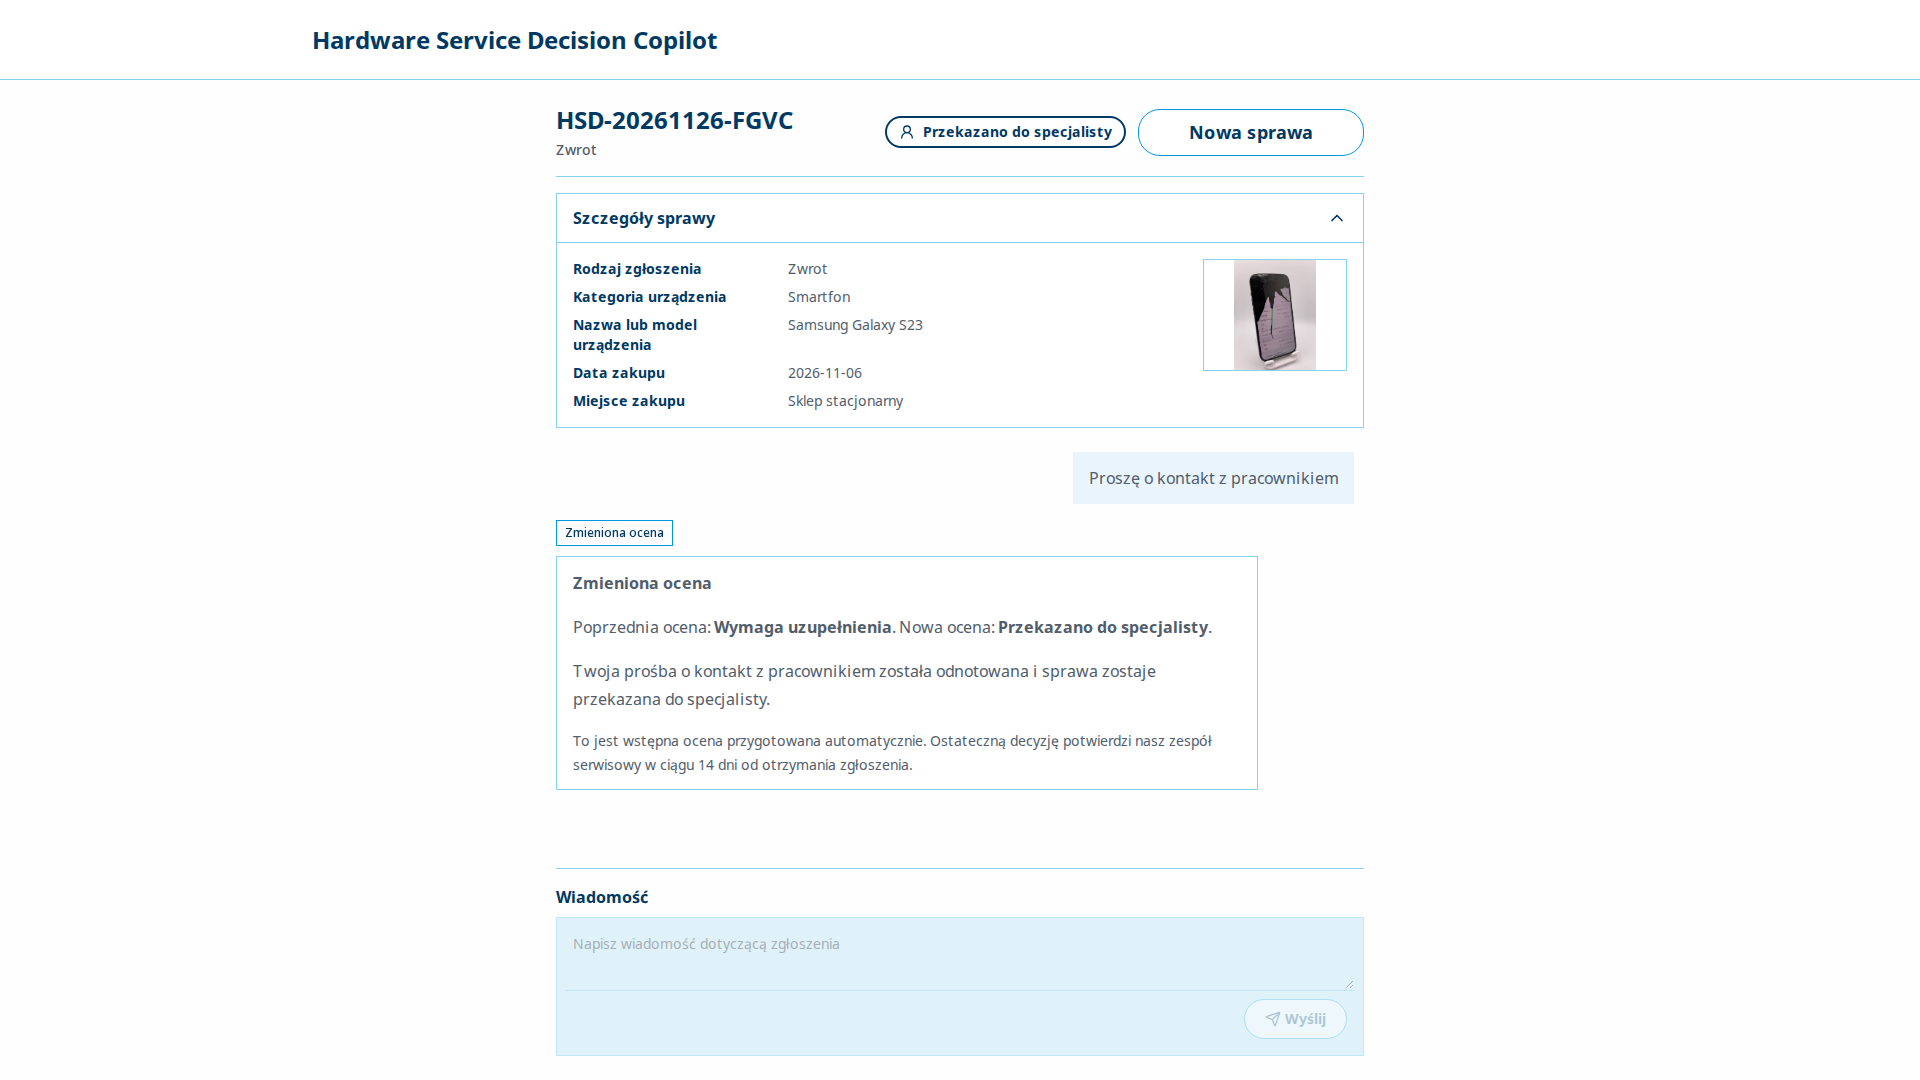 Hardware Service Decision Copilot
HSD-20261126-FGVC
Zwrot
Przekazano do specjalisty
Nowa sprawa
Szczegóły sprawy
Rodzaj zgłoszenia
Zwrot
Kategoria urządzenia
Smartfon
Nazwa lub model
urządzenia
Samsung Galaxy S23
Data zakupu
2026-11-06
Miejsce zakupu
Sklep stacjonarny
Proszę o kontakt z pracownikiem
Zmieniona ocena
Zmieniona ocena
Poprzednia ocena: Wymaga uzupełnienia. Nowa ocena: Przekazano do specjalisty.
Twoja prośba o kontakt z pracownikiem została odnotowana i sprawa zostaje
przekazana do specjalisty.
To jest wstępna ocena przygotowana automatycznie. Ostateczną decyzję potwierdzi nasz zespół
serwisowy w ciągu 14 dni od otrzymania zgłoszenia.
Wiadomość
Napisz wiadomość dotyczącą zgłoszenia
Wyślij